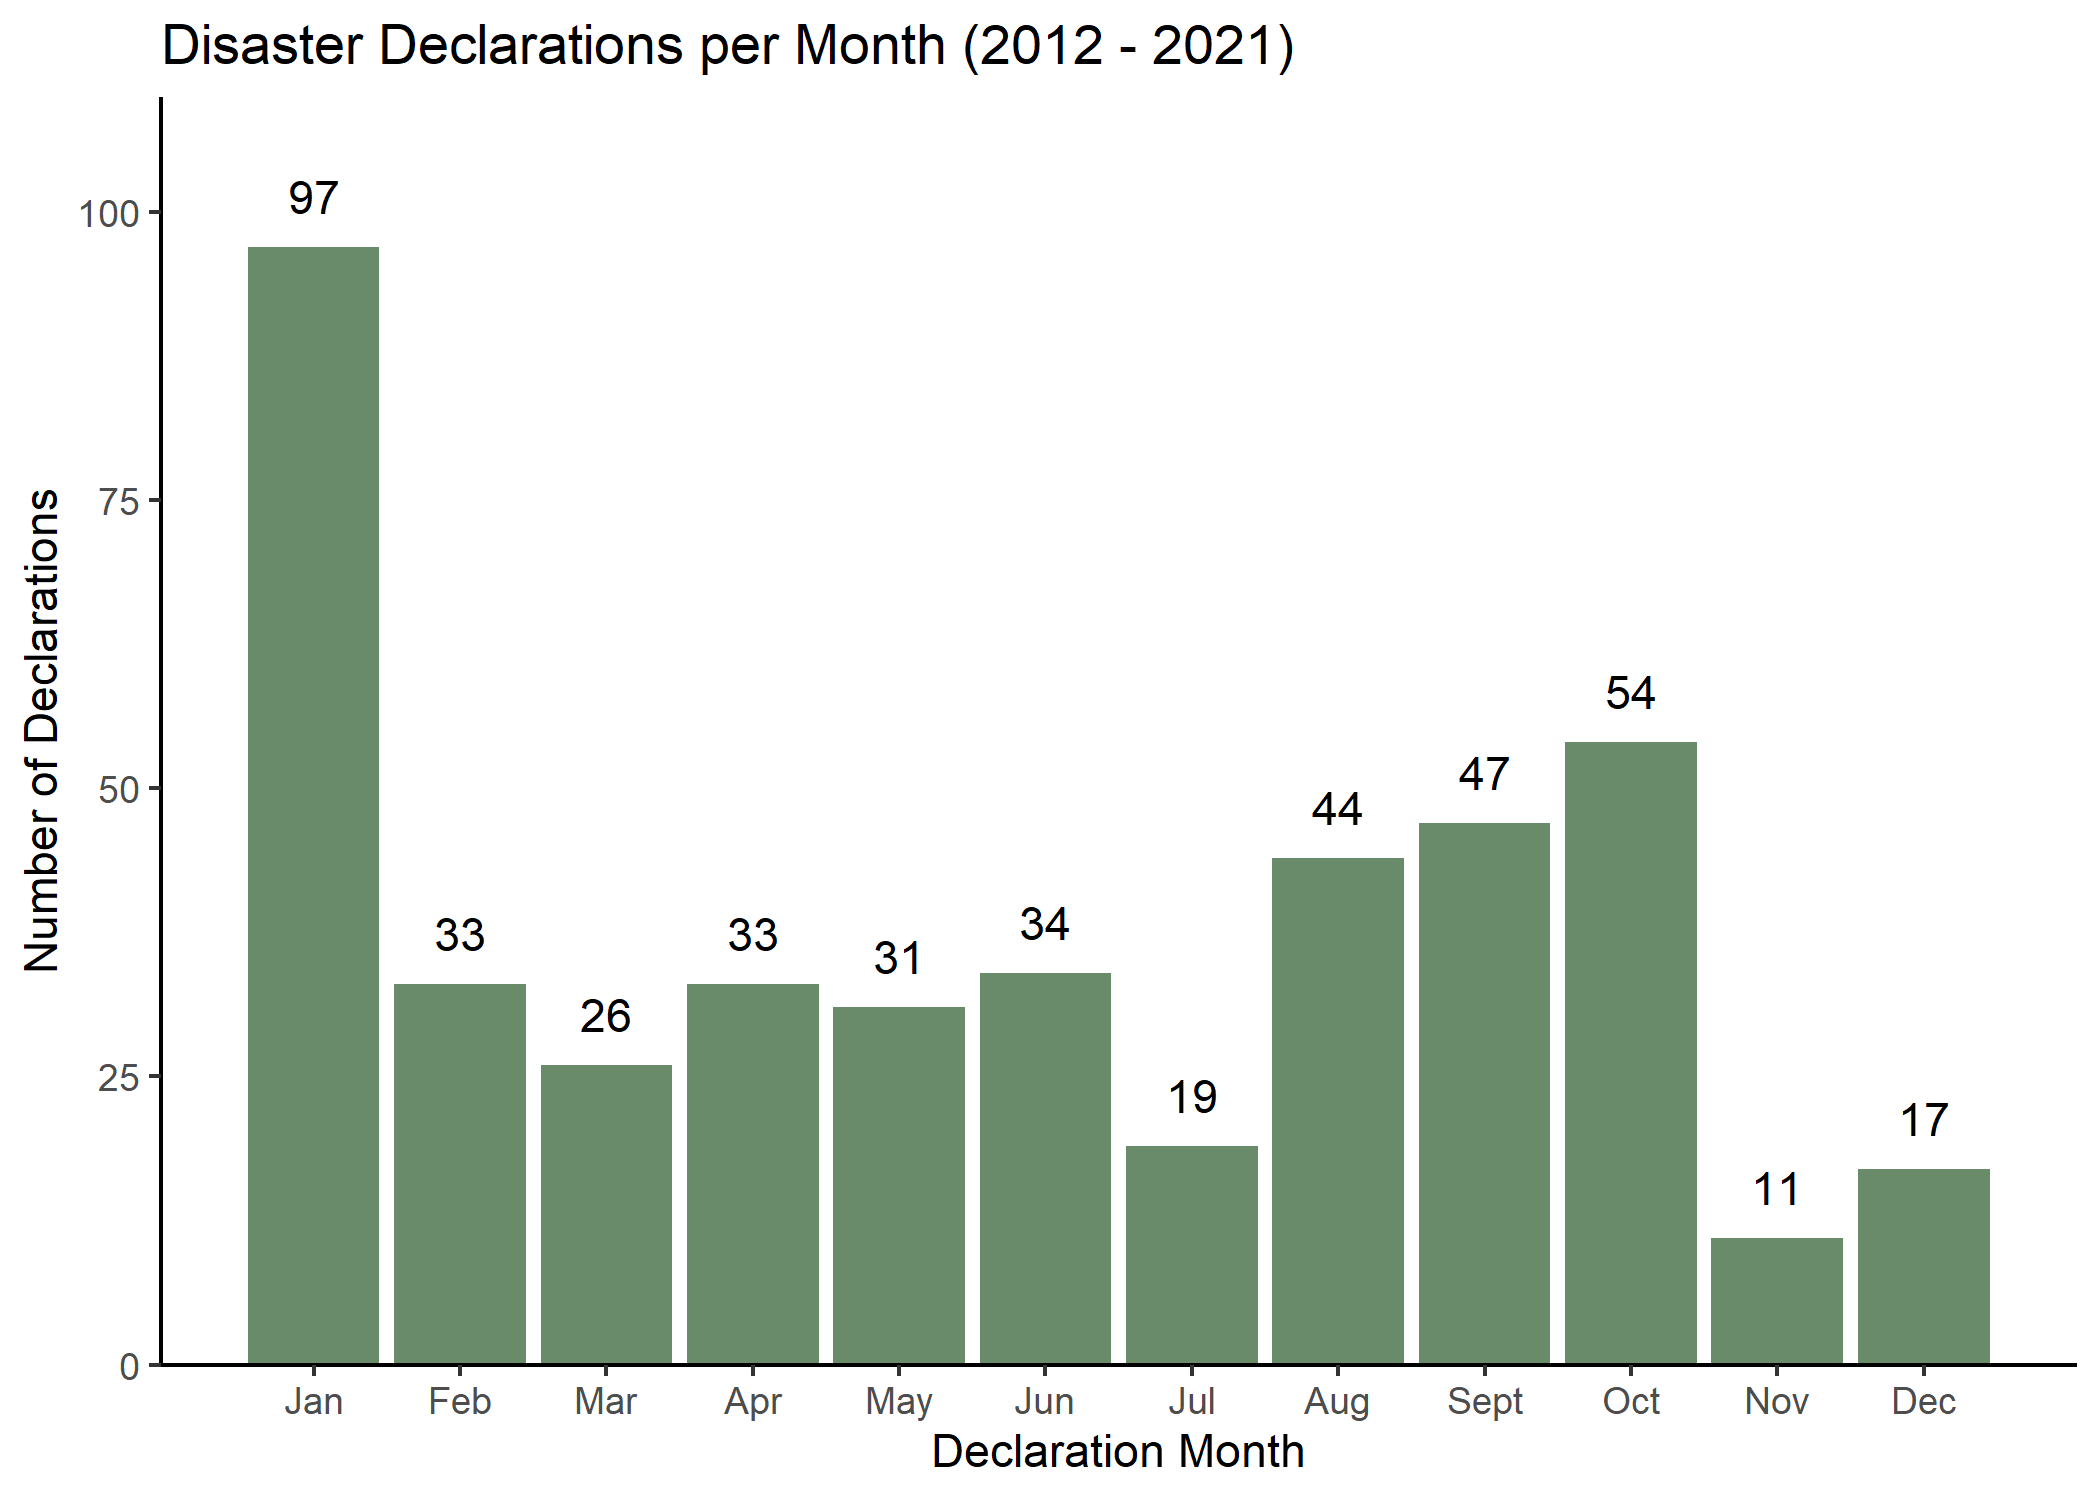 Disaster Declarations per Month (2012 - 2021)
Number of Declarations
100
75
50
25
0
97
33
26
33
31
34
19
44
47
54
11
17
Jan
Feb
Mar
Apr
May
Jun
Jul
Aug
Sept
Oct
Nov
Dec
Declaration Month